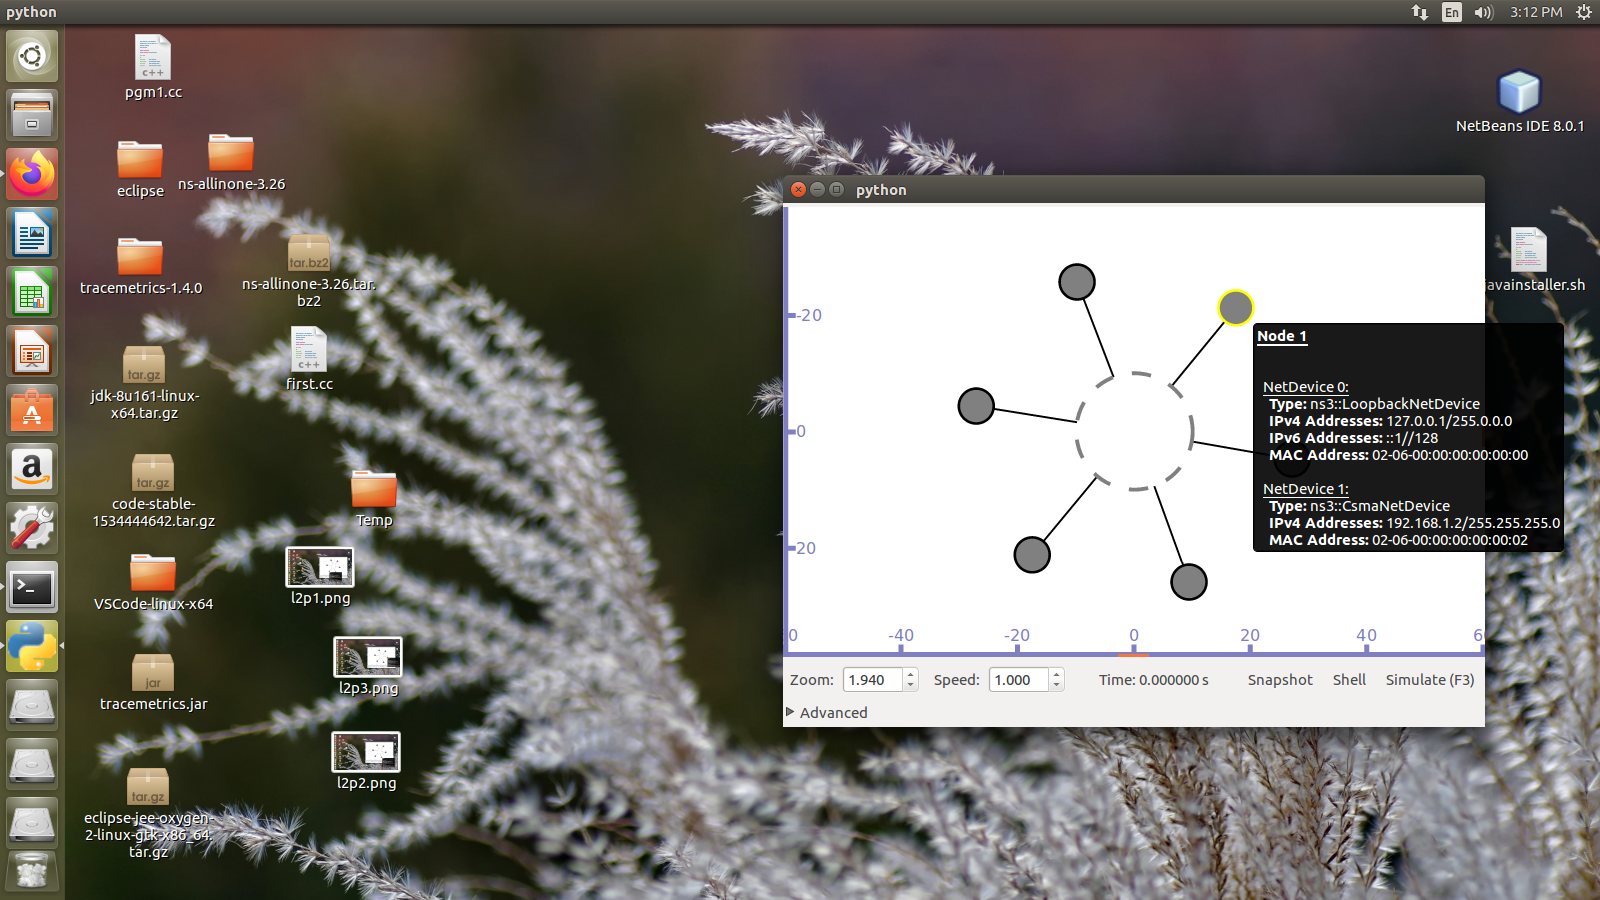 python
En
3:12 PM
c++
pgm1.cc
eclipse
ns-allinone-3.26
tracemetrics-1.4.0
tar.bz2
ns-allinone-3.26.tar.
bz2
c++
first.cc
tar.gz
jdk-8u161-linux-
x64.tar.gz
tar.gz
code-stable-
1534444642.tar.gz
Temp
VSCode-linux-x64
l2p1.png
jar
tracemetrics.jar
l2p3.png
l2p2.png
tar.gz
eclipse-jee-oxygen-
2-linux-gtk-x86_64.
tar.gz
NetBeans IDE 8.0.1
javainstaller.sh
python
-20
0
20
0
-40
-20
0
20
40
6
Node 1
NetDevice 0:
Type: ns3::LoopbackNetDevice
IPv4 Addresses: 127.0.0.1/255.0.0.0
IPv6 Addresses: ::1//128
MAC Address: 02-06-00:00:00:00:00:00
NetDevice 1:
Type: ns3::CsmaNetDevice
IPv4 Addresses: 192.168.1.2/255.255.255.0
MAC Address: 02-06-00:00:00:00:00:02
Zoom: 1.940 Speed: 1.000 Time: 0.000000 s Snapshot Shell Simulate (F3)
Advanced